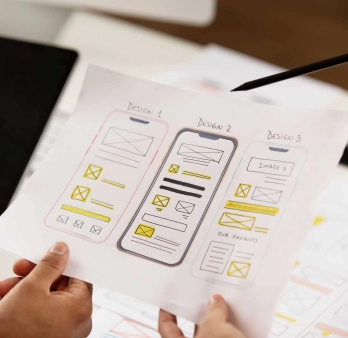 DESIGN 1
DESIGN 2
DESIGN 3
IMAGE 1
OUR PRODUCTS